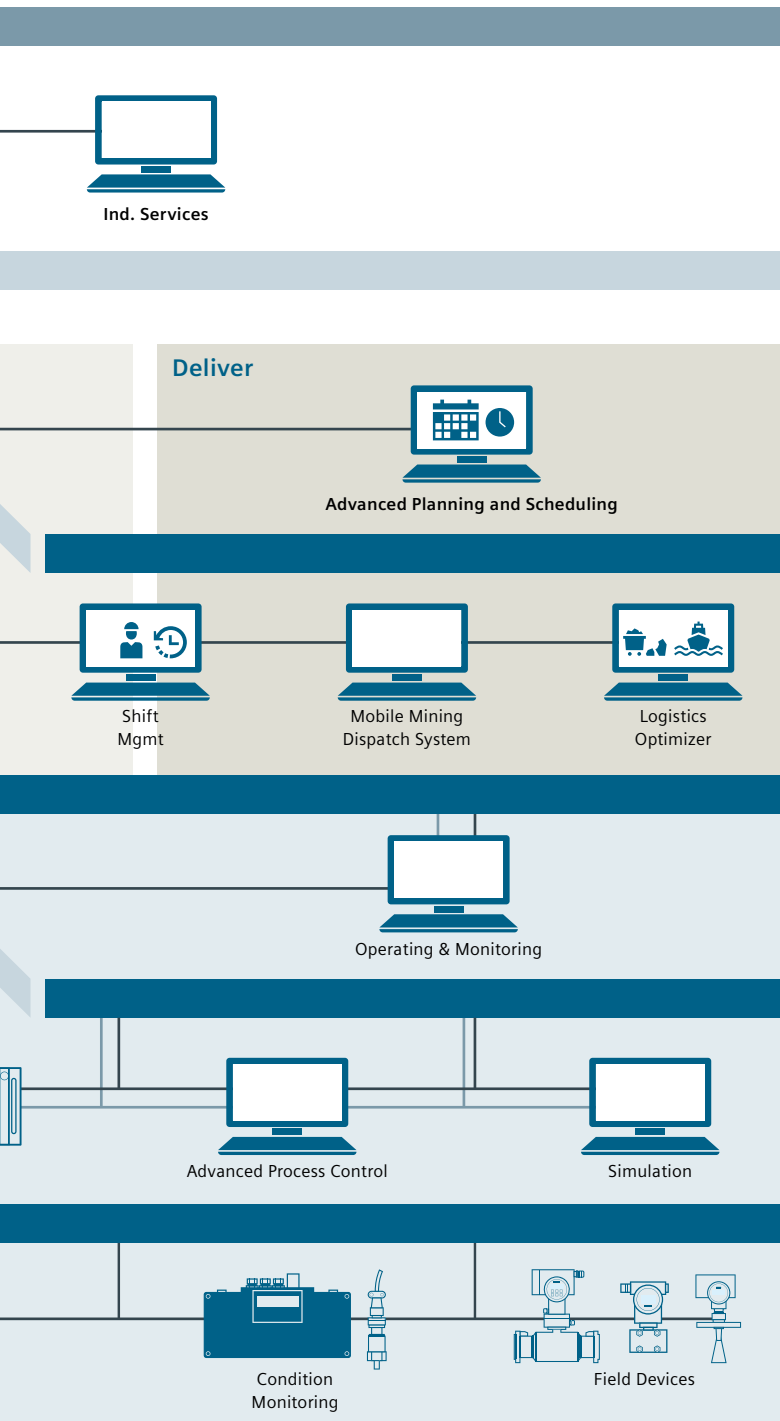 Ind. Services
Deliver
Advanced Planning and Scheduling
Shift
Mgmt
Mobile Mining
Dispatch System
Logistics
Optimizer
Operating & Monitoring
Advanced Process Control
Simulation
888
Condition
Monitoring
Field Devices